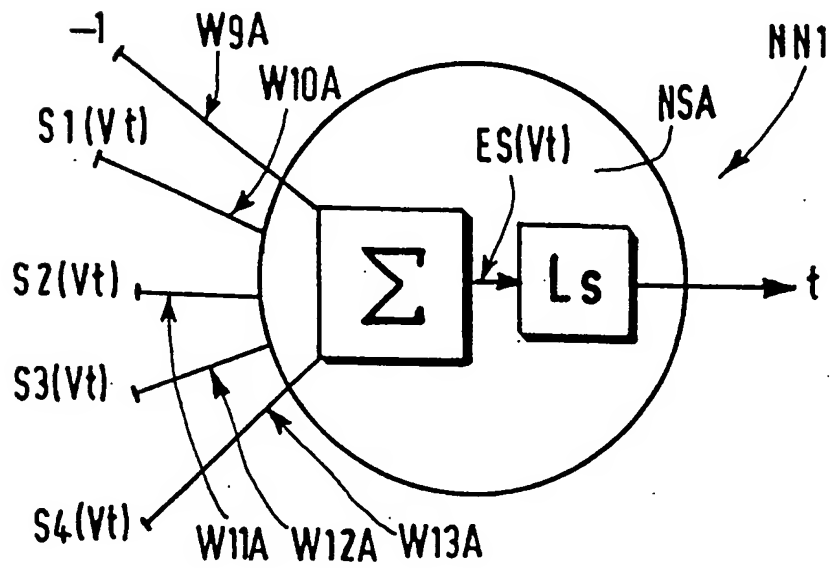 -1
W9A
NN1
W10A
S1(Vt)
NSA
ES(Vt)
S2(Vt)
Σ
Ls
t
S3(Vt)
S4(Vt)
W11A
W12A
W13A